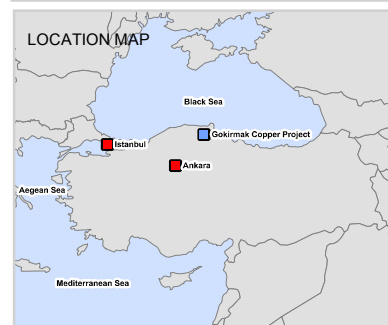 LOCATION MAP
Black Sea
Gokirmak Copper Project
Istanbul
Ankara
Aegean Sea
Mediterranean Sea